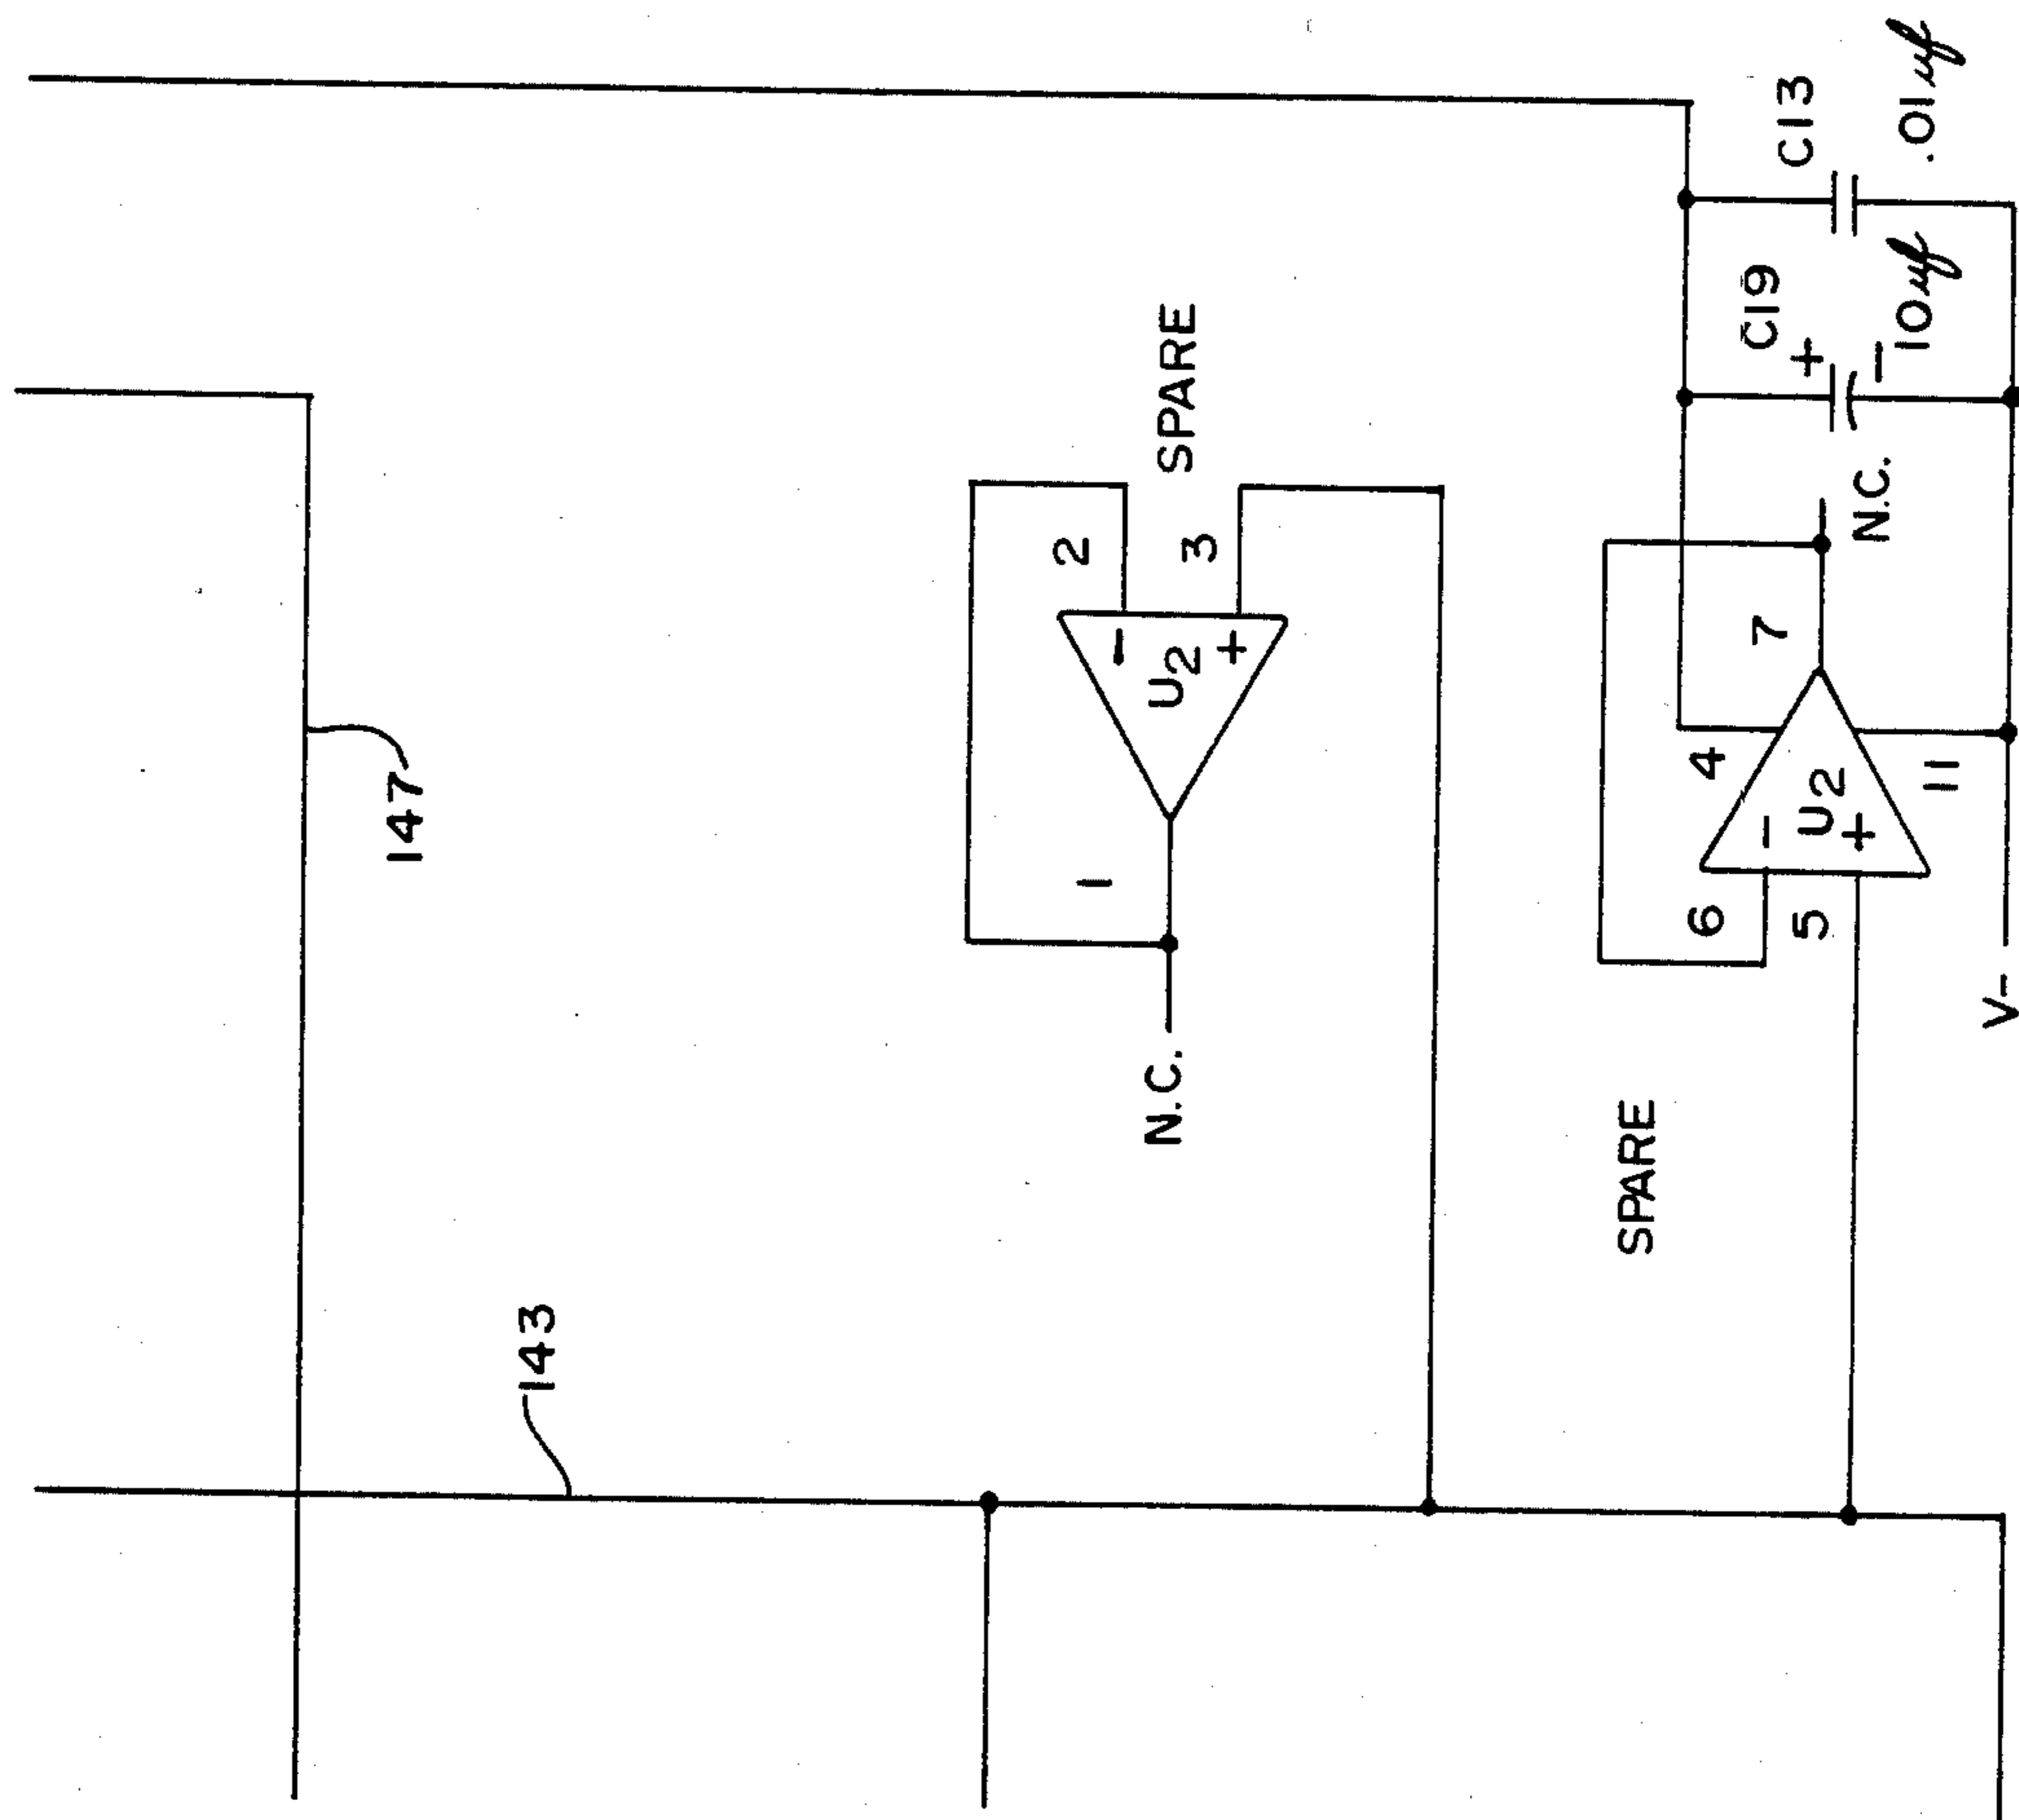 147
143
2
SPARE
3
-
U2
+
1
N.C.
C13
.01uf
C19
+
-
10uf
N.C.
7
4
-
U2
+
11
6
5
V-
SPARE